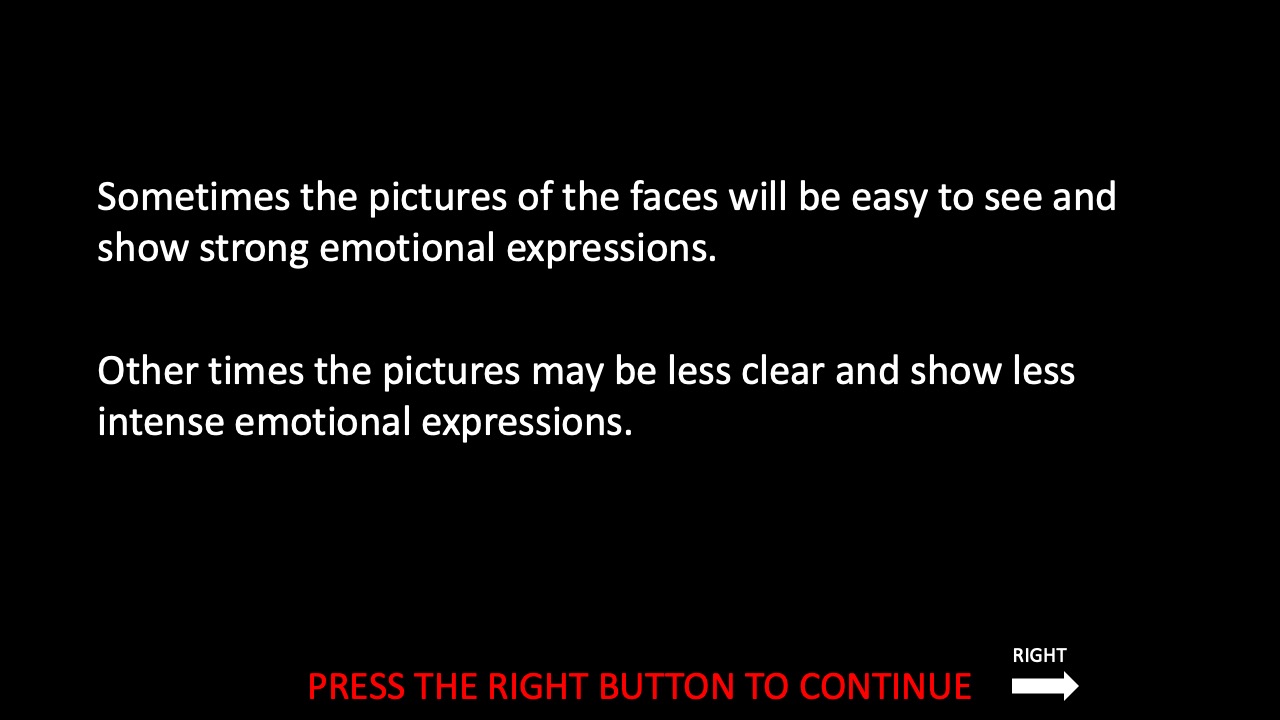 Sometimes the pictures of the faces will be easy to see and
show strong emotional expressions.
Other times the pictures may be less clear and show less
intense emotional expressions.
RIGHT
PRESS THE RIGHT BUTTON TO CONTINUE